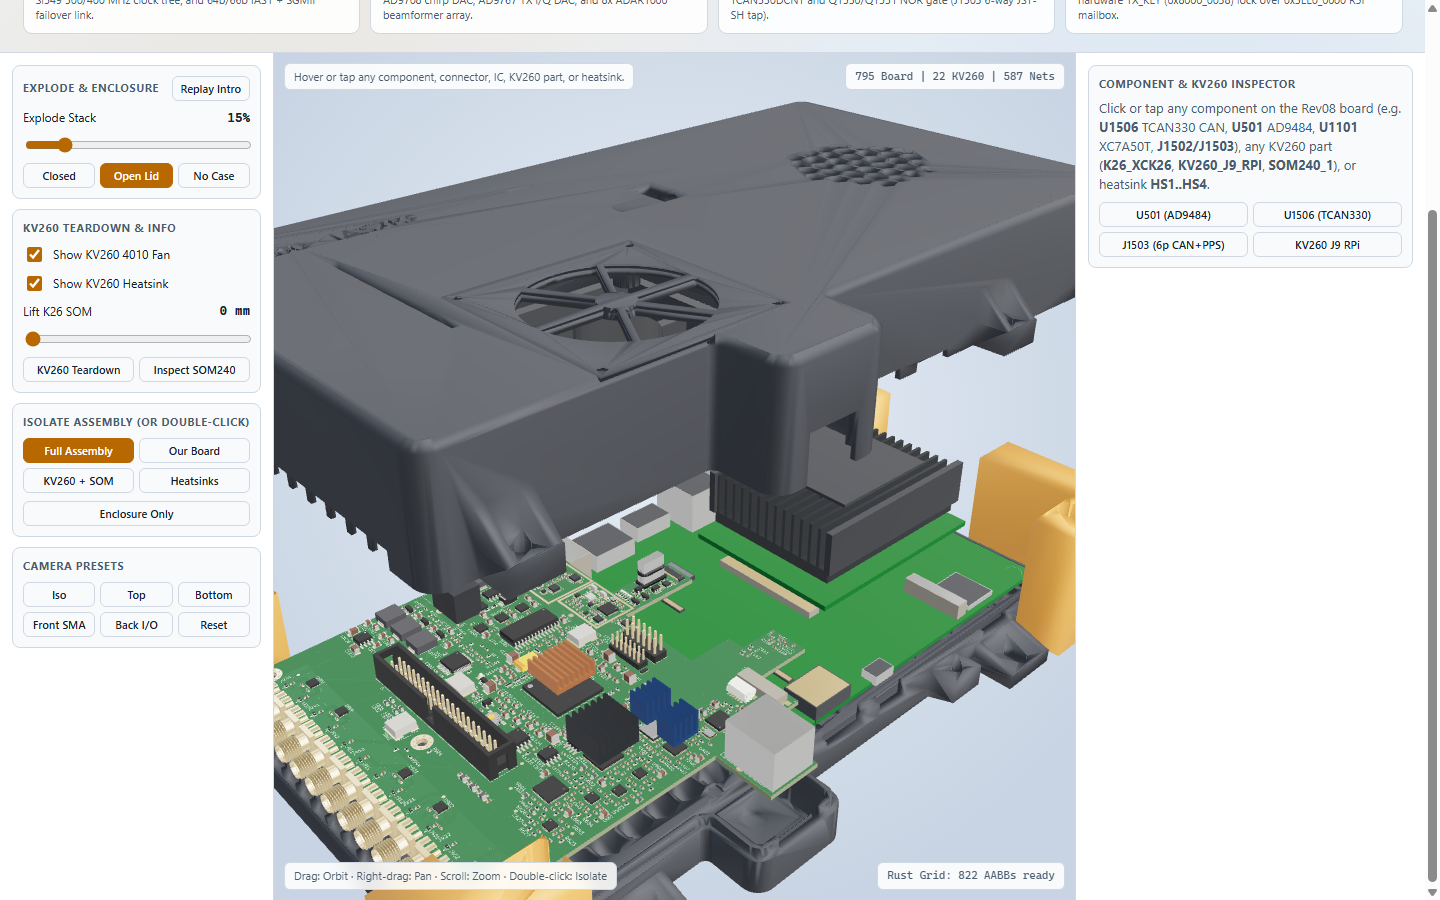 beamformer array.
SH tap).
failover link.
mailbox.
EXPLODE & ENCLOSURE
Replay Intro
Explode Stack
15%
Closed
Open Lid
No Case
KV260 TEARDOWN & INFO
Show KV260 4010 Fan
Show KV260 Heatsink
Lift K26 SOM
0 mm
KV260 Teardown
Inspect SOM240
ISOLATE ASSEMBLY (OR DOUBLE-CLICK)
Full Assembly
Our Board
KV260 + SOM
Heatsinks
Enclosure Only
CAMERA PRESETS
Iso
Top
Bottom
Front SMA
Back I/O
Reset
Hover or tap any component, connector, IC, KV260 part, or heatsink.
795 Board | 22 KV260 | 587 Nets
Drag: Orbit · Right-drag: Pan · Scroll: Zoom · Double-click: Isolate
Rust Grid: 822 AABBs ready
COMPONENT & KV260 INSPECTOR
Click or tap any component on the Rev08 board (e.g.
U1506 TCAN330 CAN, U501 AD9484, U1101
XC7A50T, J1502/J1503), any KV260 part
(K26_XCK26, KV260_J9_RPI, SOM240_1), or
heatsink HS1..HS4.
U501 (AD9484)
U1506 (TCAN330)
J1503 (6p CAN+PPS)
KV260 J9 RPi